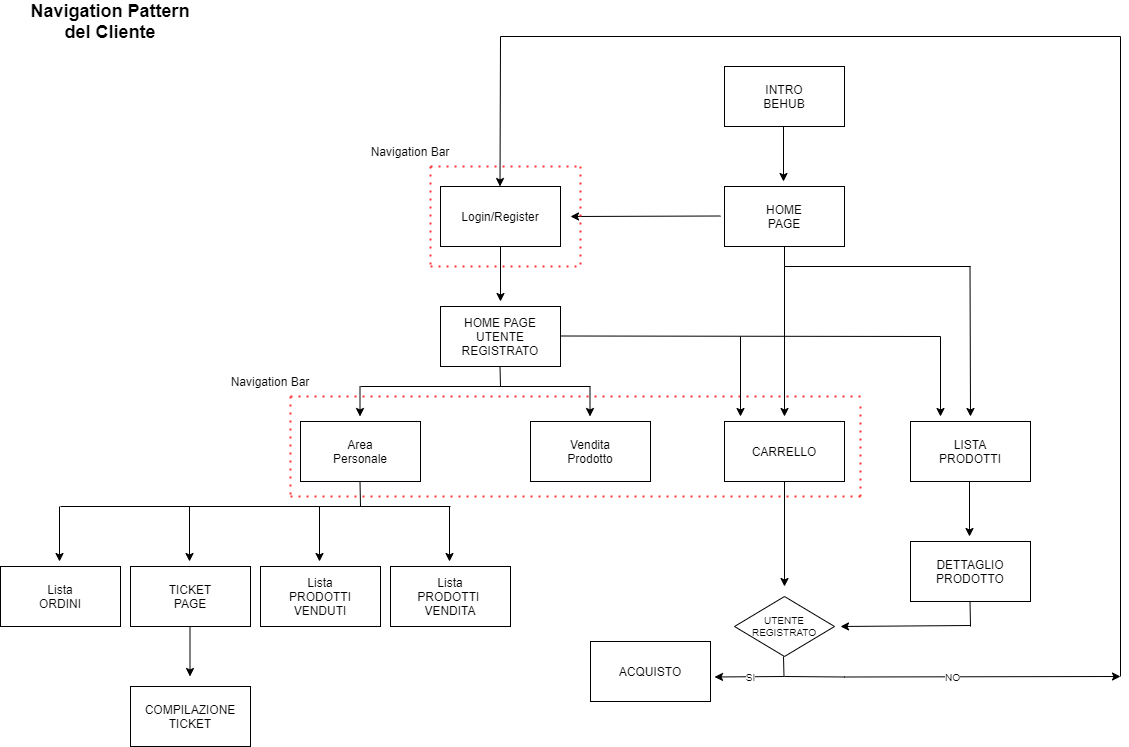 Navigation Pattern
del Cliente
INTRO
BEHUB
Navigation Bar
Login/Register
HOME
PAGE
HOME PAGE
UTENTE
REGISTRATO
Navigation Bar
Area
Personale
Vendita
Prodotto
CARRELLO
LISTA
PRODOTTI
Lista
ORDINI
TICKET
PAGE
Lista
PRODOTTI
VENDUTI
Lista
PRODOTTI
VENDITA
DETTAGLIO
PRODOTTO
UTENTE
REGISTRATO
ACQUISTO
SI
NO
COMPILAZIONE
TICKET